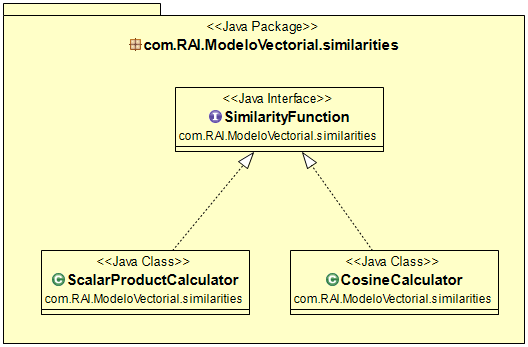 <<Java Package>>
com.RAI.ModeloVectorial.similarities
<<Java Interface>>
I SimilarityFunction
com.RAI.ModeloVectorial.similarities
<<Java Class>>
C ScalarProductCalculator
com.RAI.ModeloVectorial.similarities
<<Java Class>>
C CosineCalculator
com.RAI.ModeloVectorial.similarities